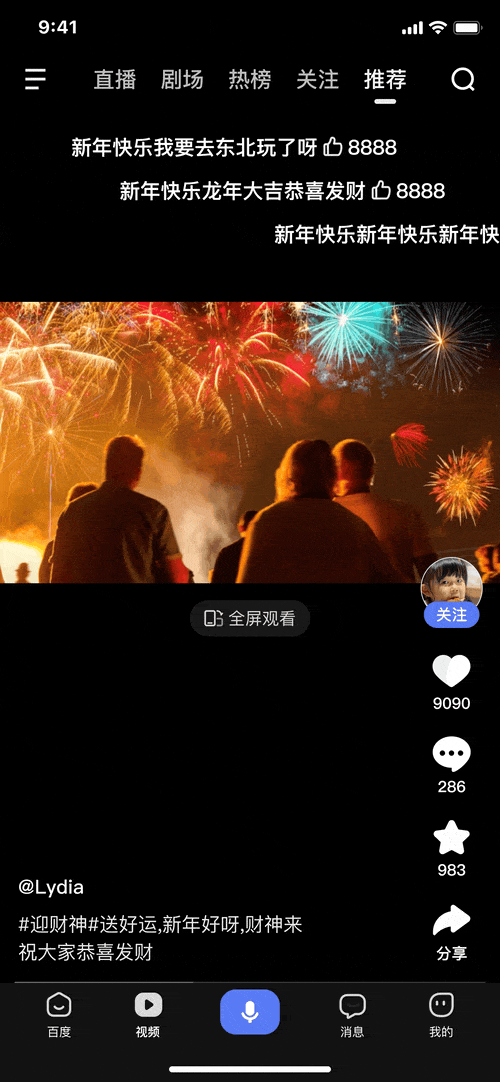 9:41
直播 剧场 热榜 关注 推荐
新年快乐我要去东北玩了呀 8888
新年快乐龙年大吉恭喜发财 8888
新年快乐新年快乐新年快
全屏观看
关注
9090
286
983
分享
@Lydia
#迎财神#送好运,新年好呀,财神来
祝大家恭喜发财
百度 视频 消息 我的